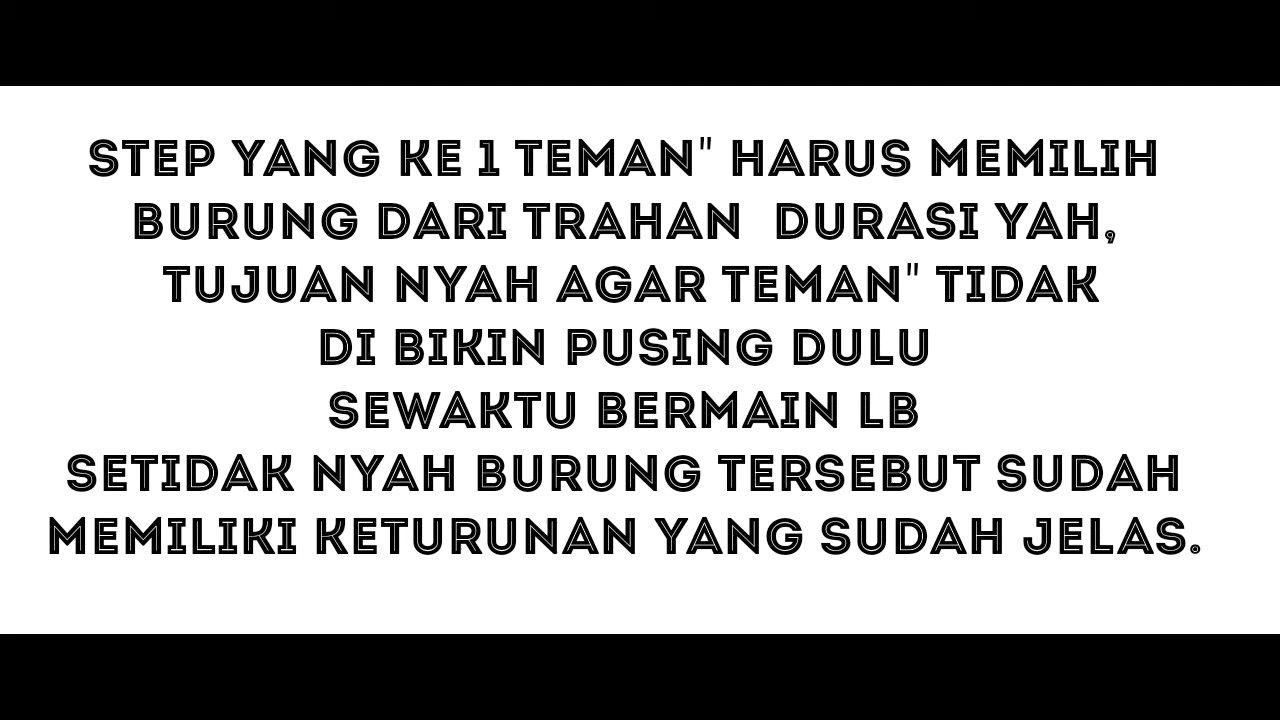 STEP YANG KE 1 TEMAN" HARUS MEMILIH
BURUNG DARI TRAHAN  DURASI YAH,
TUJUAN NYAH AGAR TEMAN" TIDAK
DI BIKIN PUSING DULU
SEWAKTU BERMAIN LB
SETIDAK NYAH BURUNG TERSEBUT SUDAH
MEMILIKI KETURUNAN YANG SUDAH JELAS.